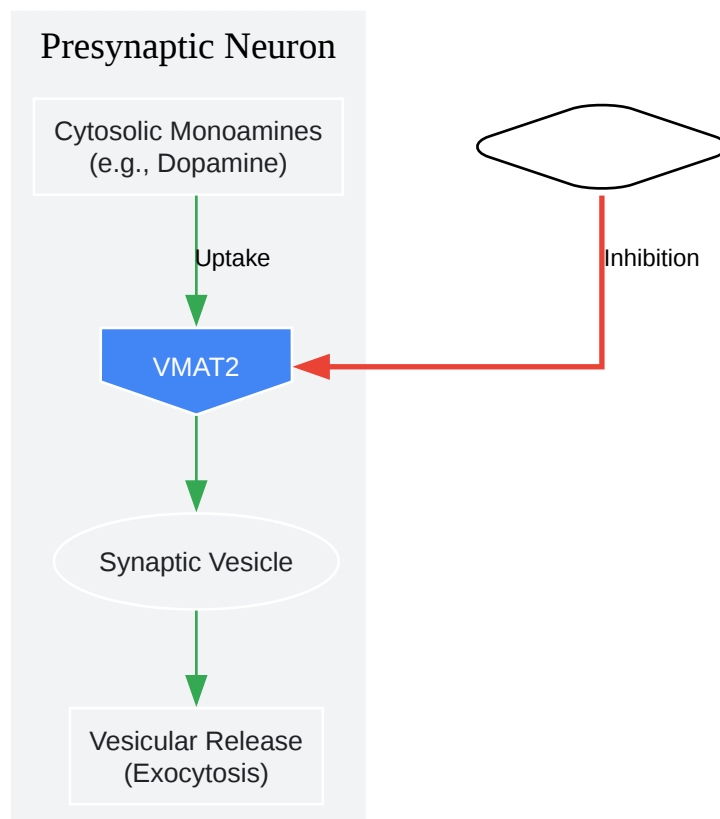 Presynaptic Neuron
Cytosolic Monoamines
(e.g., Dopamine)
Uptake
Inhibition
VMAT2
Synaptic Vesicle
Vesicular Release
(Exocytosis)